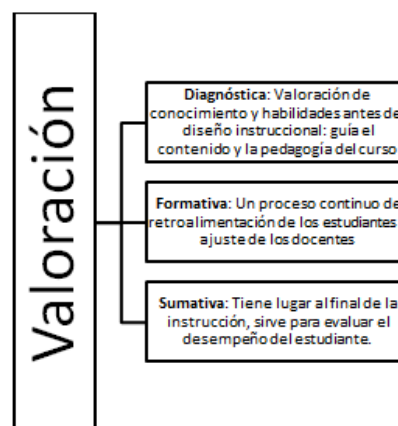 Valoración
Diagnóstica: Valoración de
conocimiento y habilidades antes de
diseño instruccional: guía el
contenido y la pedagogía del curso
Formativa: Un proceso continuo de
retroalimentación de los estudiantes
ajuste de los docentes
Sumativa: Tiene lugar al final de la
instrucción, sirve para evaluar el
desempeño del estudiante.